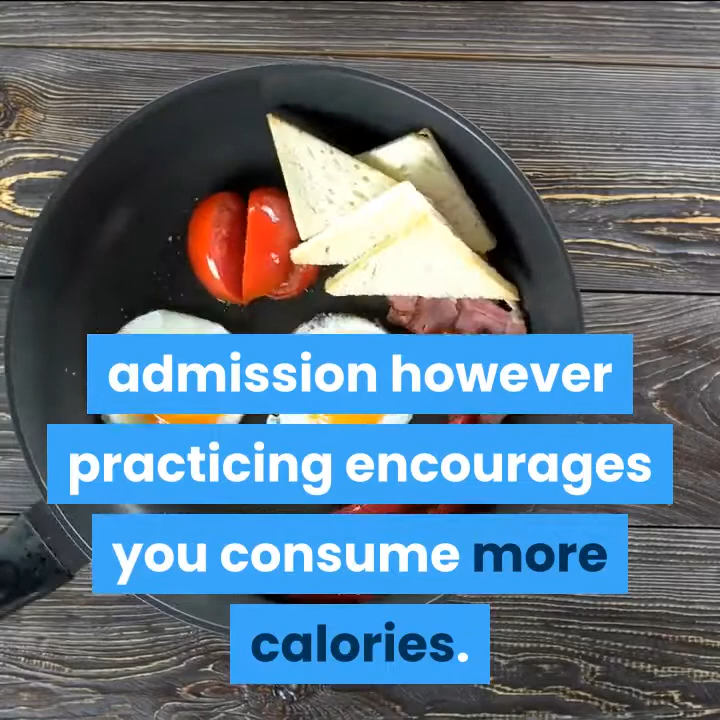 admission however
practicing encourages
you consume more
calories.